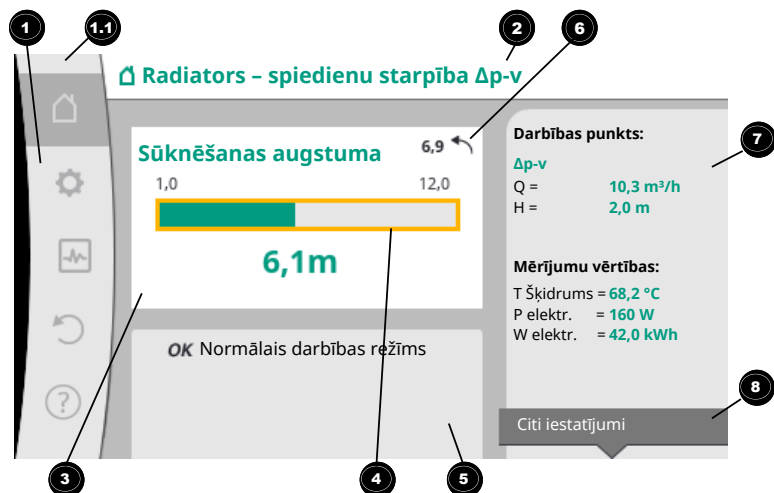 1
1.1
2
6
Radiators – spiedienu starpība Δp-v
Sūknēšanas augstuma
6,9
1,0
12,0
6,1m
OK Normālais darbības režīms
Darbības punkts:
7
Δp-v
Q = 10,3 m³/h
H = 2,0 m
Mērījumu vērtības:
T Šķidrums = 68,2 °C
P elektr. = 160 W
W elektr. = 42,0 kWh
8
Citi iestatījumi
?
3
4
5